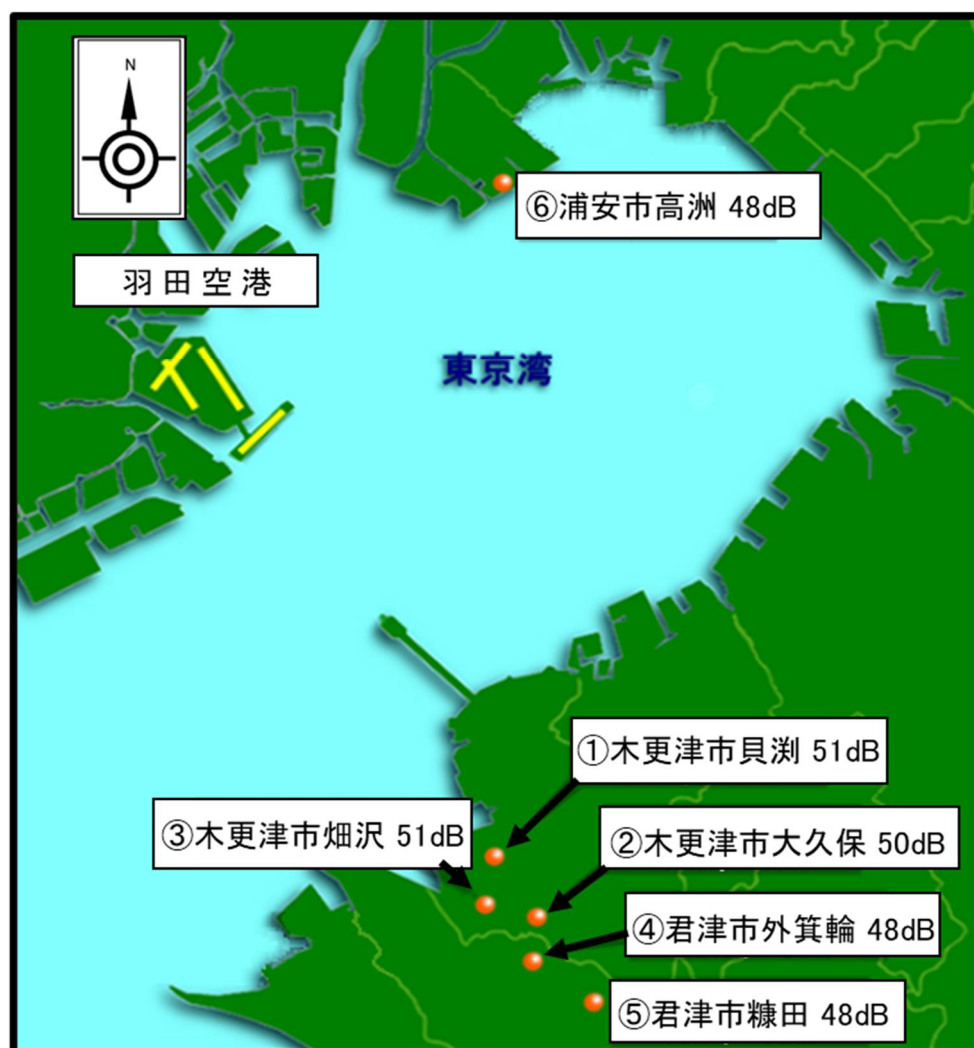 N
⑥浦安市高洲 48dB
羽田空港
東京湾
①木更津市貝渕 51dB
③木更津市畑沢 51dB
②木更津市大久保 50dB
④君津市外箕輪 48dB
⑤君津市糠田 48dB